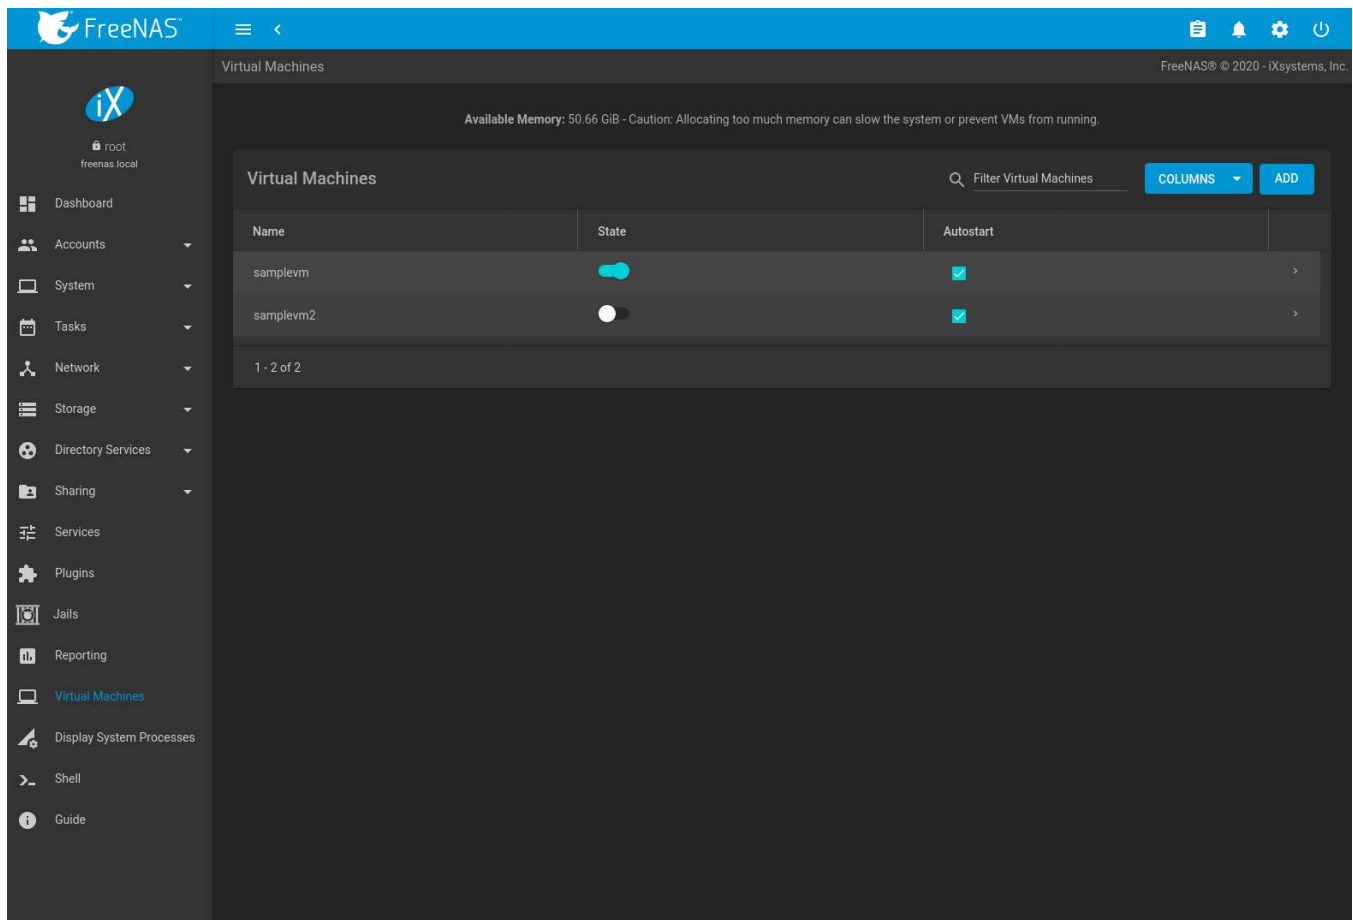 FreeNAS
Virtual Machines
FreeNAS® © 2020 - iXsystems, Inc.
iX
root
freenas.local
Available Memory: 50.66 GiB - Caution: Allocating too much memory can slow the system or prevent VMs from running.
Virtual Machines
Filter Virtual Machines
COLUMNS
ADD
Name State Autostart
samplevm
samplevm2
1 - 2 of 2
Dashboard
Accounts
System
Tasks
Network
Storage
Directory Services
Sharing
Services
Plugins
Jails
Reporting
Virtual Machines
Display System Processes
Shell
Guide